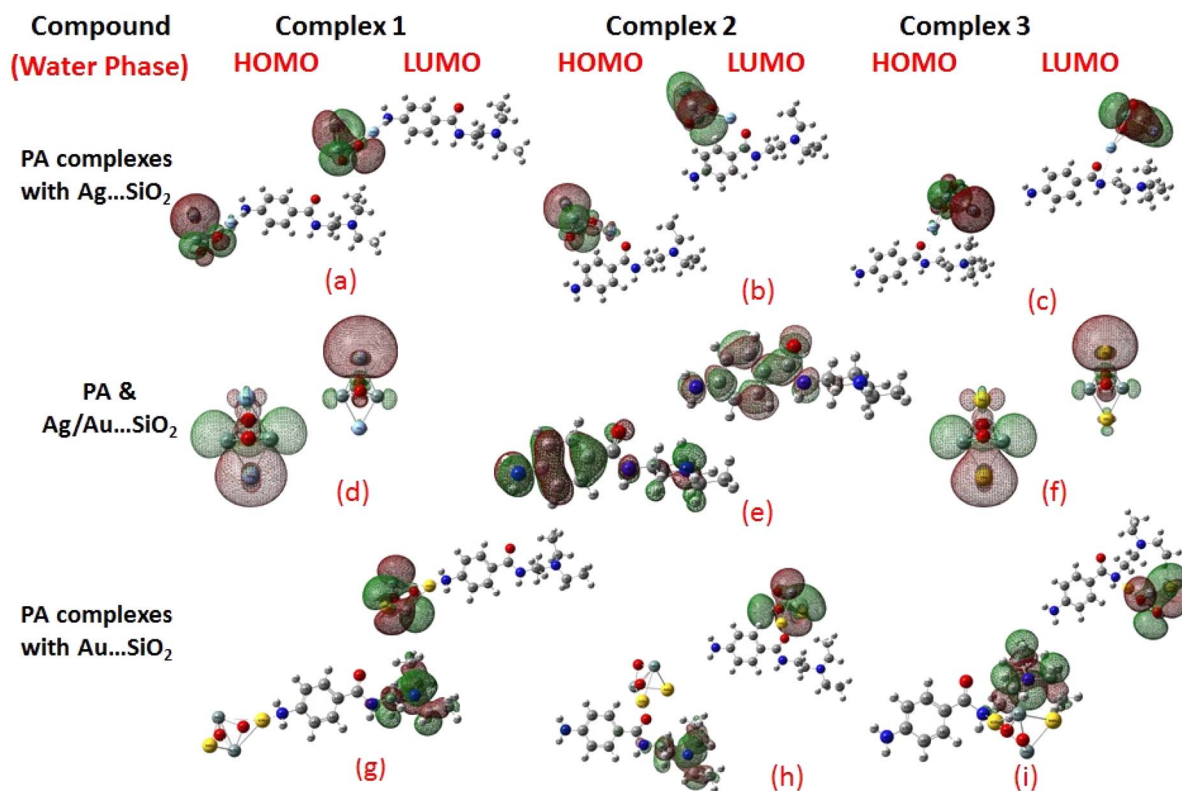 Compound Complex 1 Complex 2 Complex 3
(Water Phase) HOMO LUMO HOMO LUMO HOMO LUMO
PA complexes
with Ag...SiO₂
(a) (b) (c)
PA &
Ag/Au...SiO₂
(d) (e) (f)
PA complexes
with Au...SiO₂
(g) (h) (i)